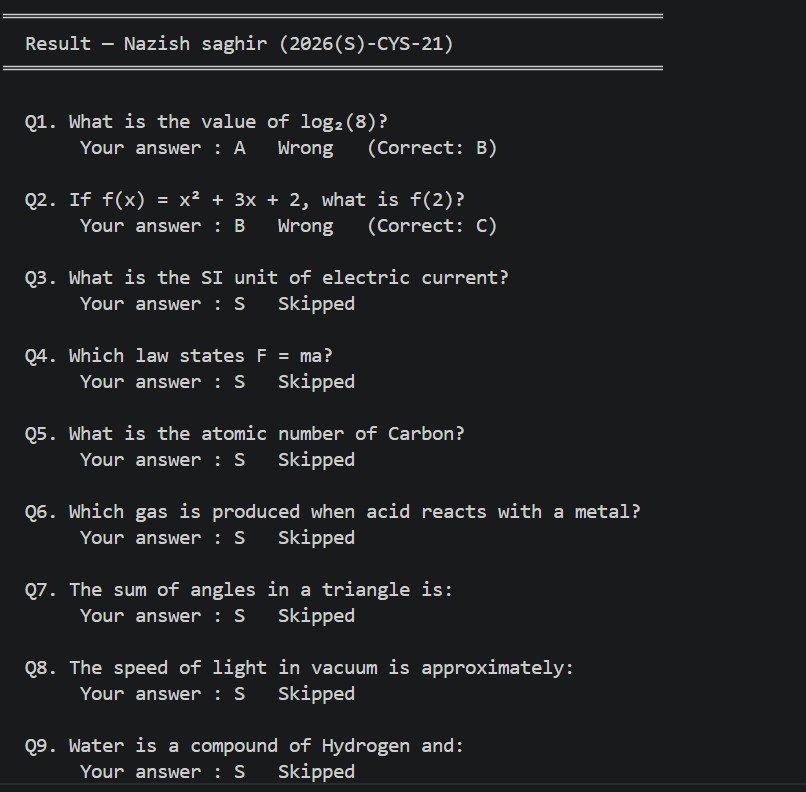 Result — Nazish saghir (2026(S)-CYS-21)
Q1. What is the value of log₂(8)?
Your answer : A Wrong (Correct: B)
Q2. If f(x) = x² + 3x + 2, what is f(2)?
Your answer : B Wrong (Correct: C)
Q3. What is the SI unit of electric current?
Your answer : S Skipped
Q4. Which law states F = ma?
Your answer : S Skipped
Q5. What is the atomic number of Carbon?
Your answer : S Skipped
Q6. Which gas is produced when acid reacts with a metal?
Your answer : S Skipped
Q7. The sum of angles in a triangle is:
Your answer : S Skipped
Q8. The speed of light in vacuum is approximately:
Your answer : S Skipped
Q9. Water is a compound of Hydrogen and:
Your answer : S Skipped